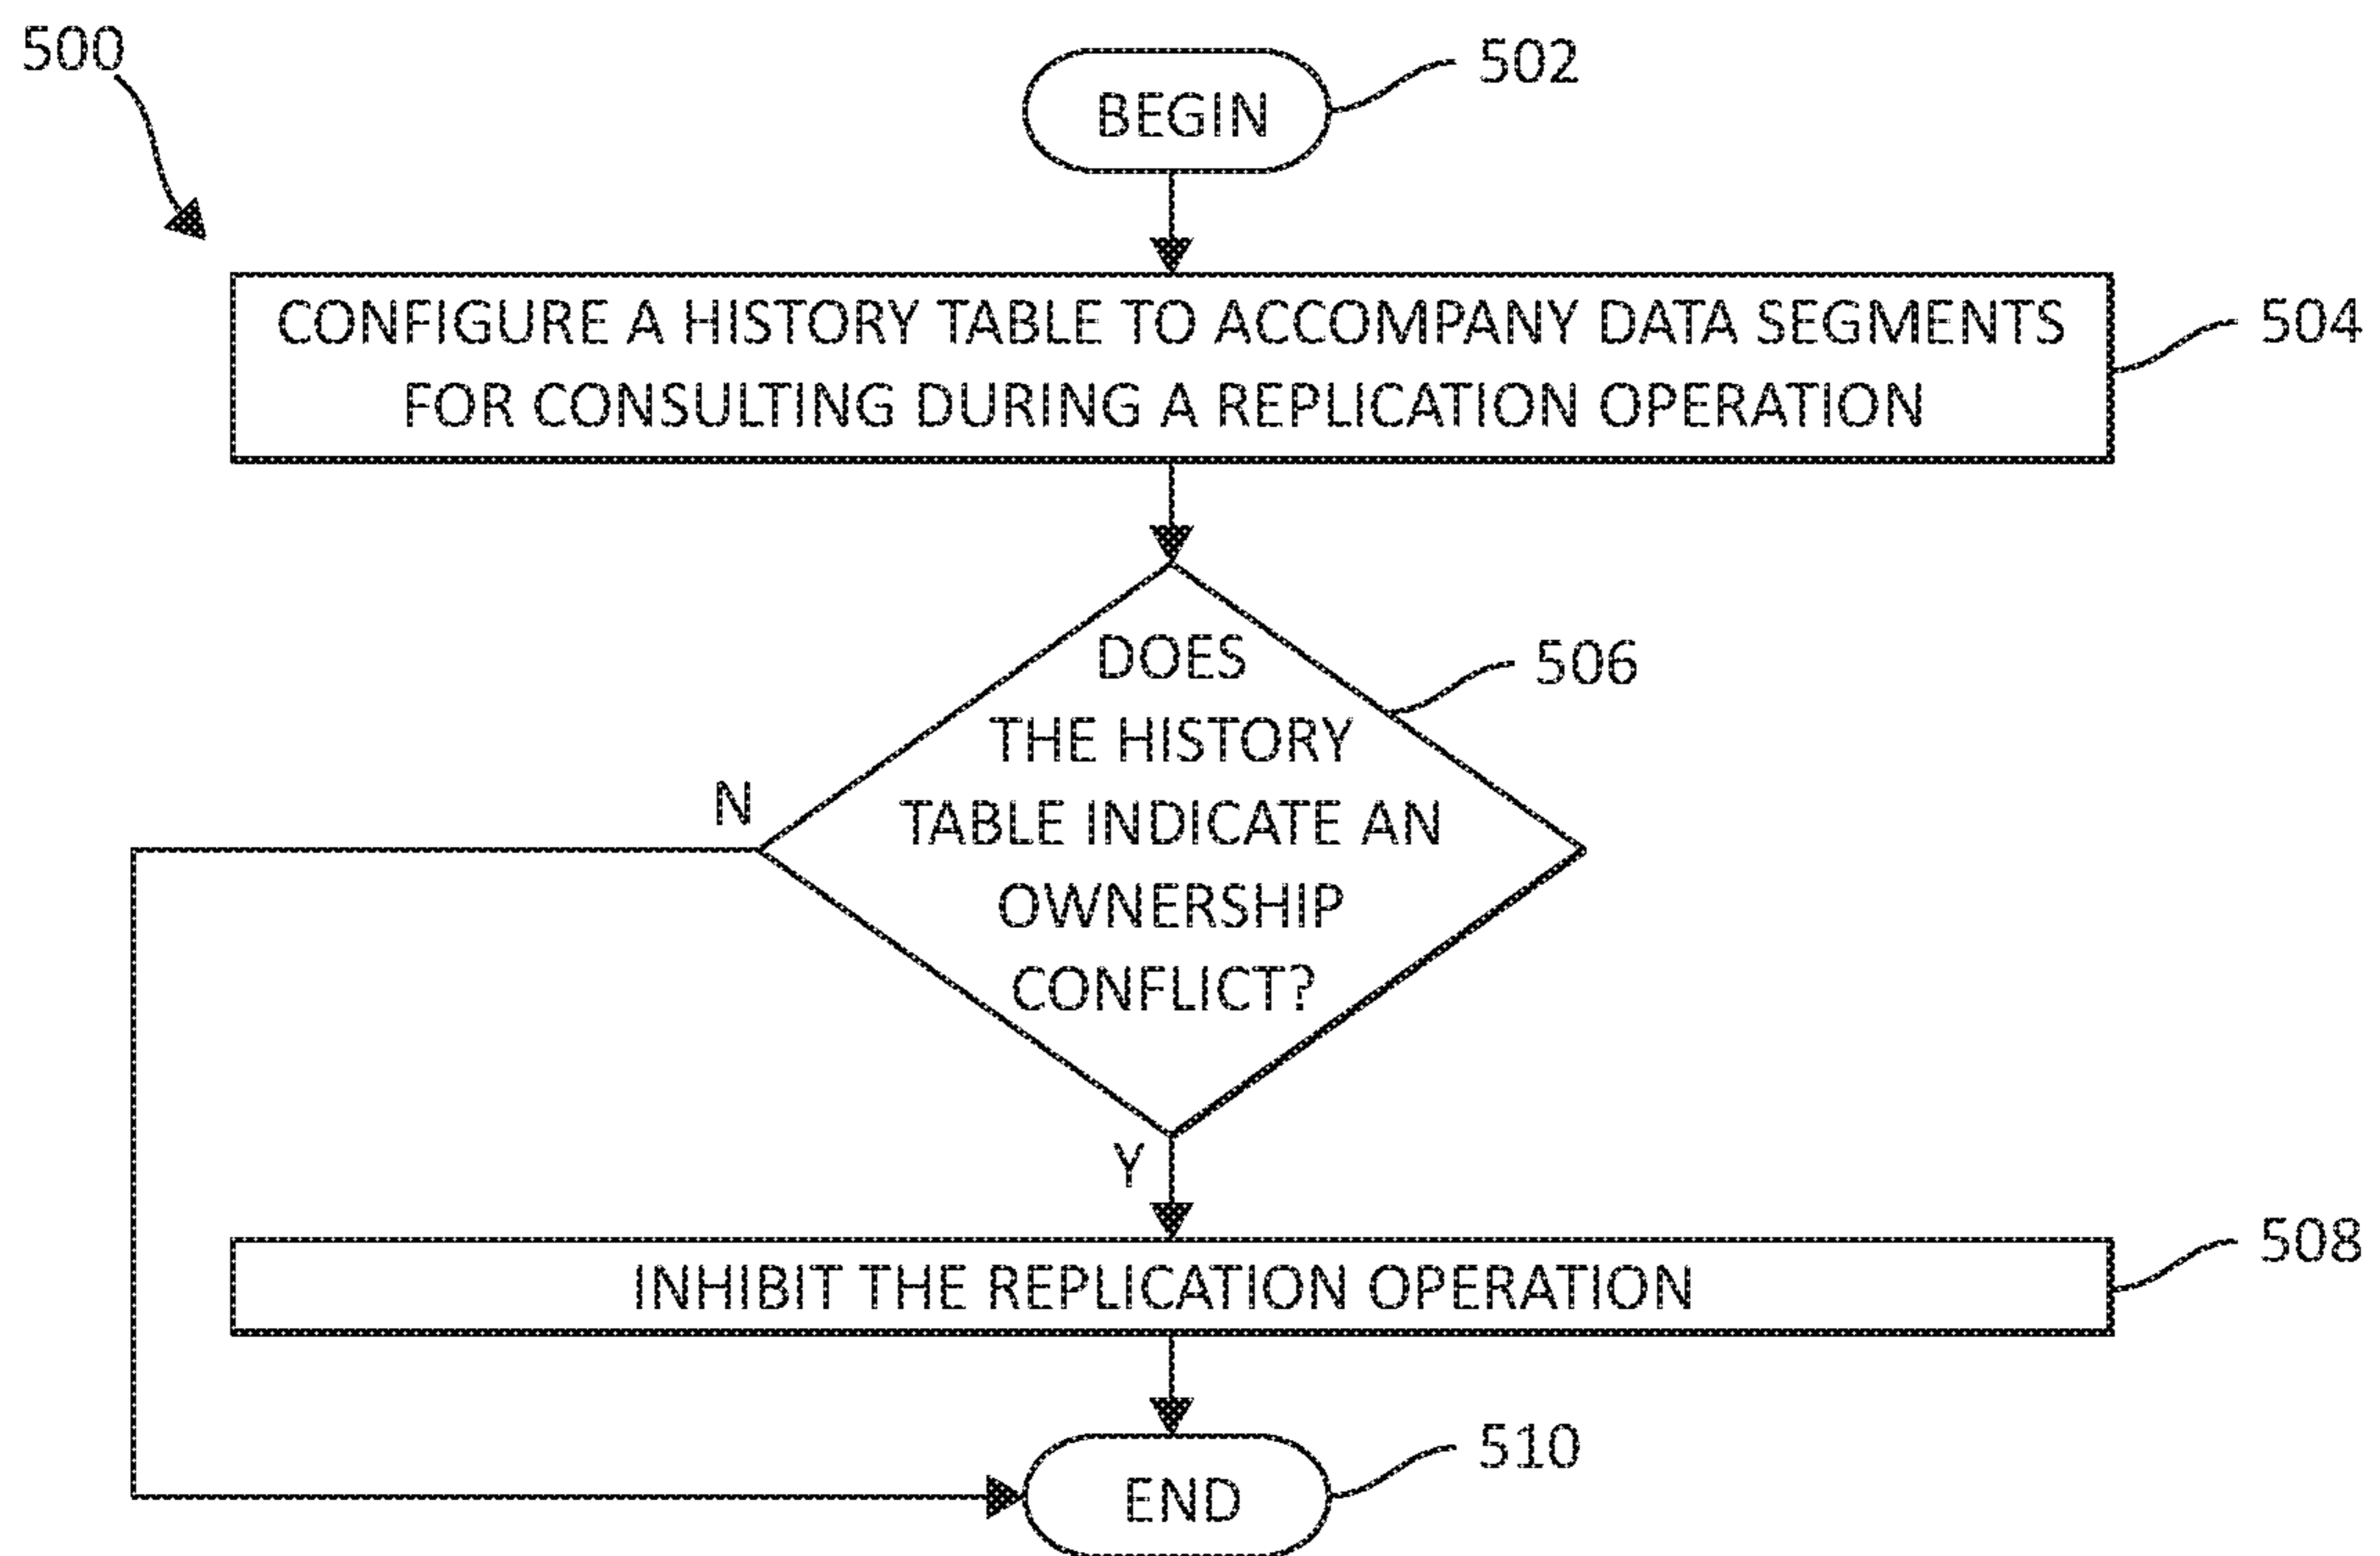 500
BEGIN
502
CONFIGURE A HISTORY TABLE TO ACCOMPANY DATA SEGMENTS
FOR CONSULTING DURING A REPLICATION OPERATION
504
DOES
THE HISTORY
TABLE INDICATE AN
OWNERSHIP
CONFLICT?
506
N
Y
INHIBIT THE REPLICATION OPERATION
508
END
510